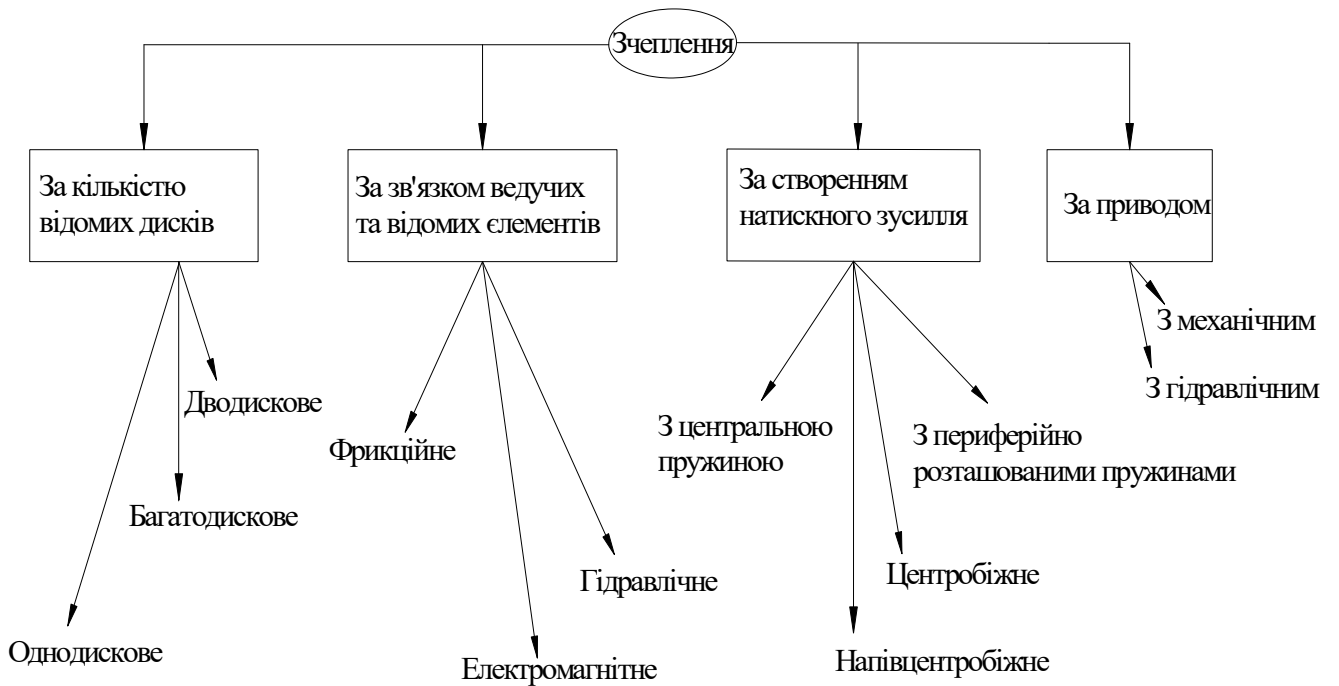 Зчеплення
За кількістю
відомих дисків
За зв'язком ведучих
та відомих єлементів
За створенням
натискного зусилля
За приводом
З механічним
З гідравлічним
Дводискове
Багатодискове
Однодискове
Фрикційне
Гідравлічне
Електромагнітне
З центральною
пружиною
З периферійно
розташованими пружинами
Центробіжне
Напівцентробіжне